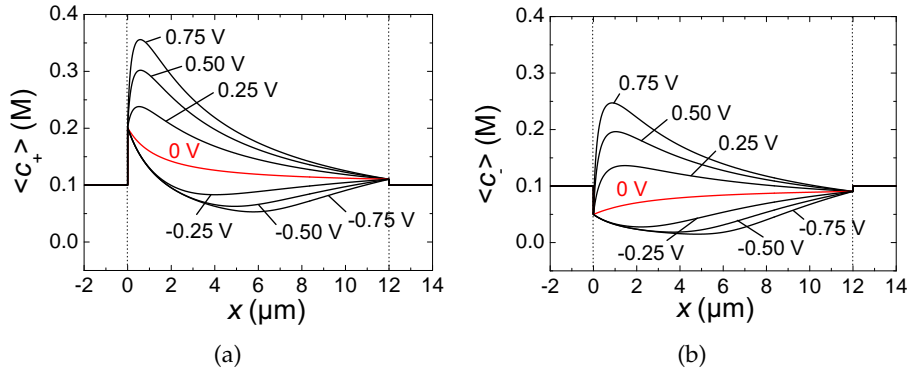 0.4
0.3
0.2
0.1
0.0
<c₊> (M)
0.75 V
0.50 V
0.25 V
0 V
-0.25 V
-0.50 V
-0.75 V
-2 0 2 4 6 8 10 12 14
x (µm)
(a)
0.4
0.3
0.2
0.1
0.0
<c₋> (M)
0.75 V
0.50 V
0.25 V
0 V
-0.25 V
-0.50 V
-0.75 V
-2 0 2 4 6 8 10 12 14
x (µm)
(b)